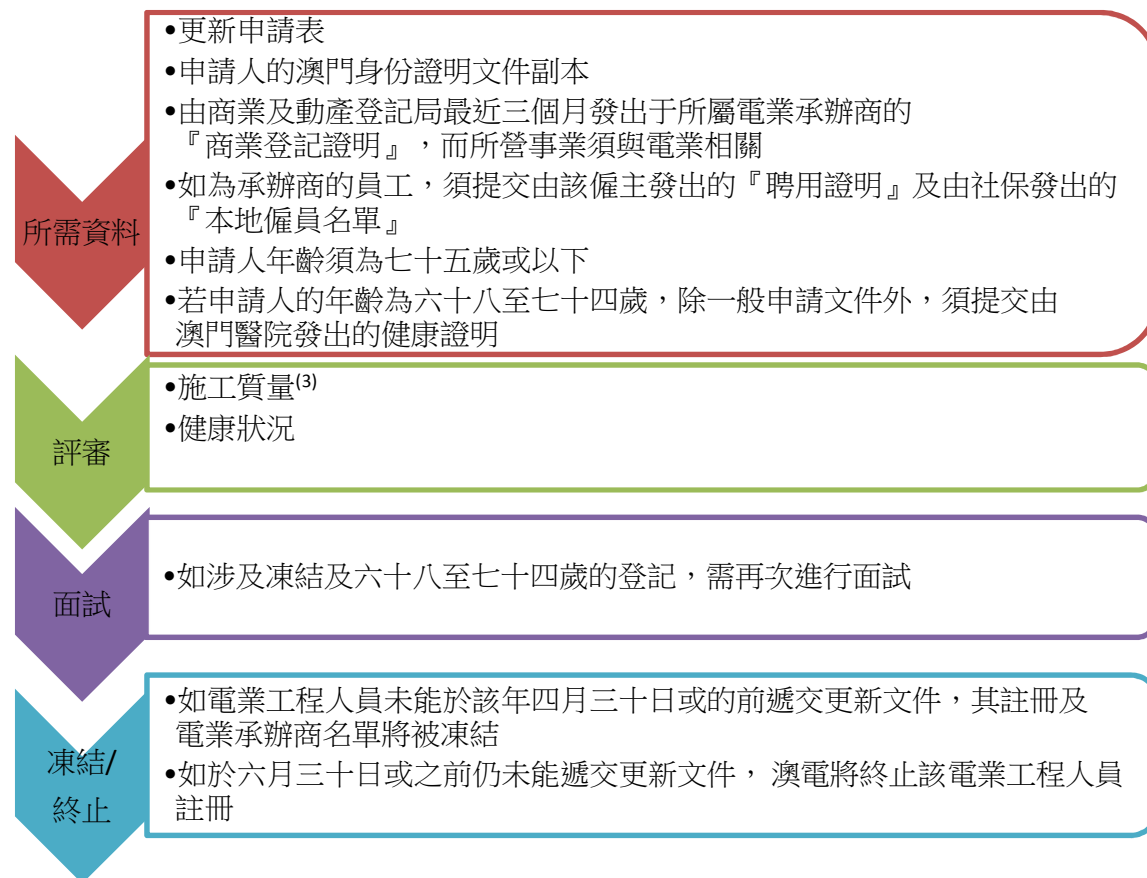 所需資料
•更新申請表
•申請人的澳門身份證明文件副本
•由商業及動產登記局最近三個月發出于所屬電業承辦商的
『商業登記證明』，而所營事業須與電業相關
•如為承辦商的員工，須提交由該僱主發出的『聘用證明』及由社保發出的
『本地僱員名單』
•申請人年齡須為七十五歲或以下
•若申請人的年齡為六十八至七十四歲，除一般申請文件外，須提交由
澳門醫院發出的健康證明
評審
•施工質量(3)
•健康狀况
面試
•如涉及凍結及六十八至七十四歲的登記，需再次進行面試
凍結/
終止
•如電業工程人員未能於該年四月三十日或的前遞交更新文件，其註冊及
電業承辦商名單將被凍結
•如於六月三十日或之前仍未能遞交更新文件， 澳電將終止該電業工程人員
註冊